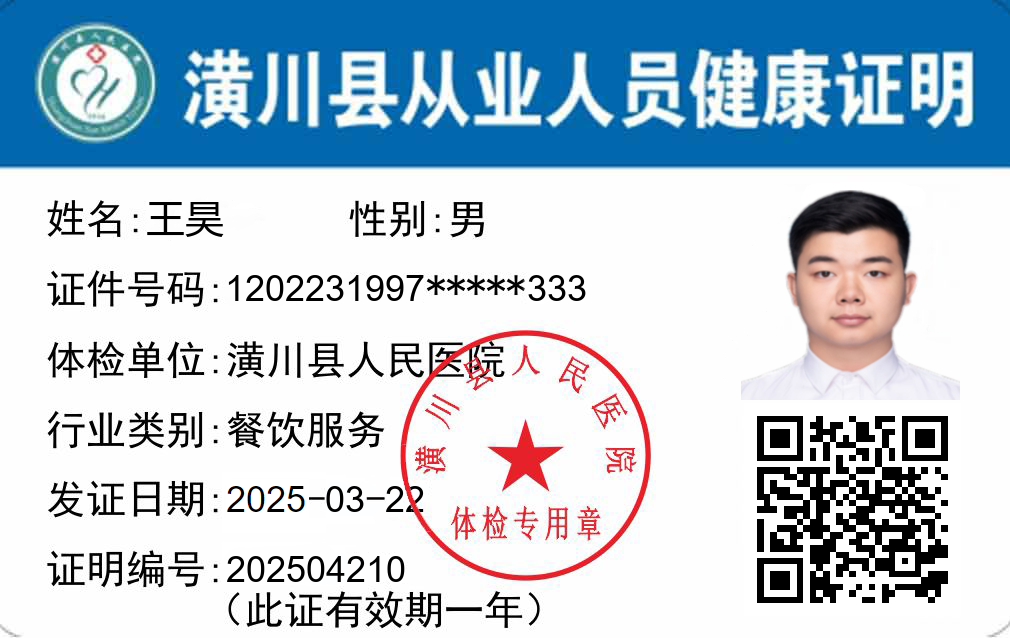 潢川县从业人员健康证明
姓名:王昊 性别:男
证件号码:1202231997*****333
体检单位:潢川县人民医院
行业类别:餐饮服务
发证日期:2025-03-22
证明编号:202504210
(此证有效期一年)
潢川县人民医院
体检专用章